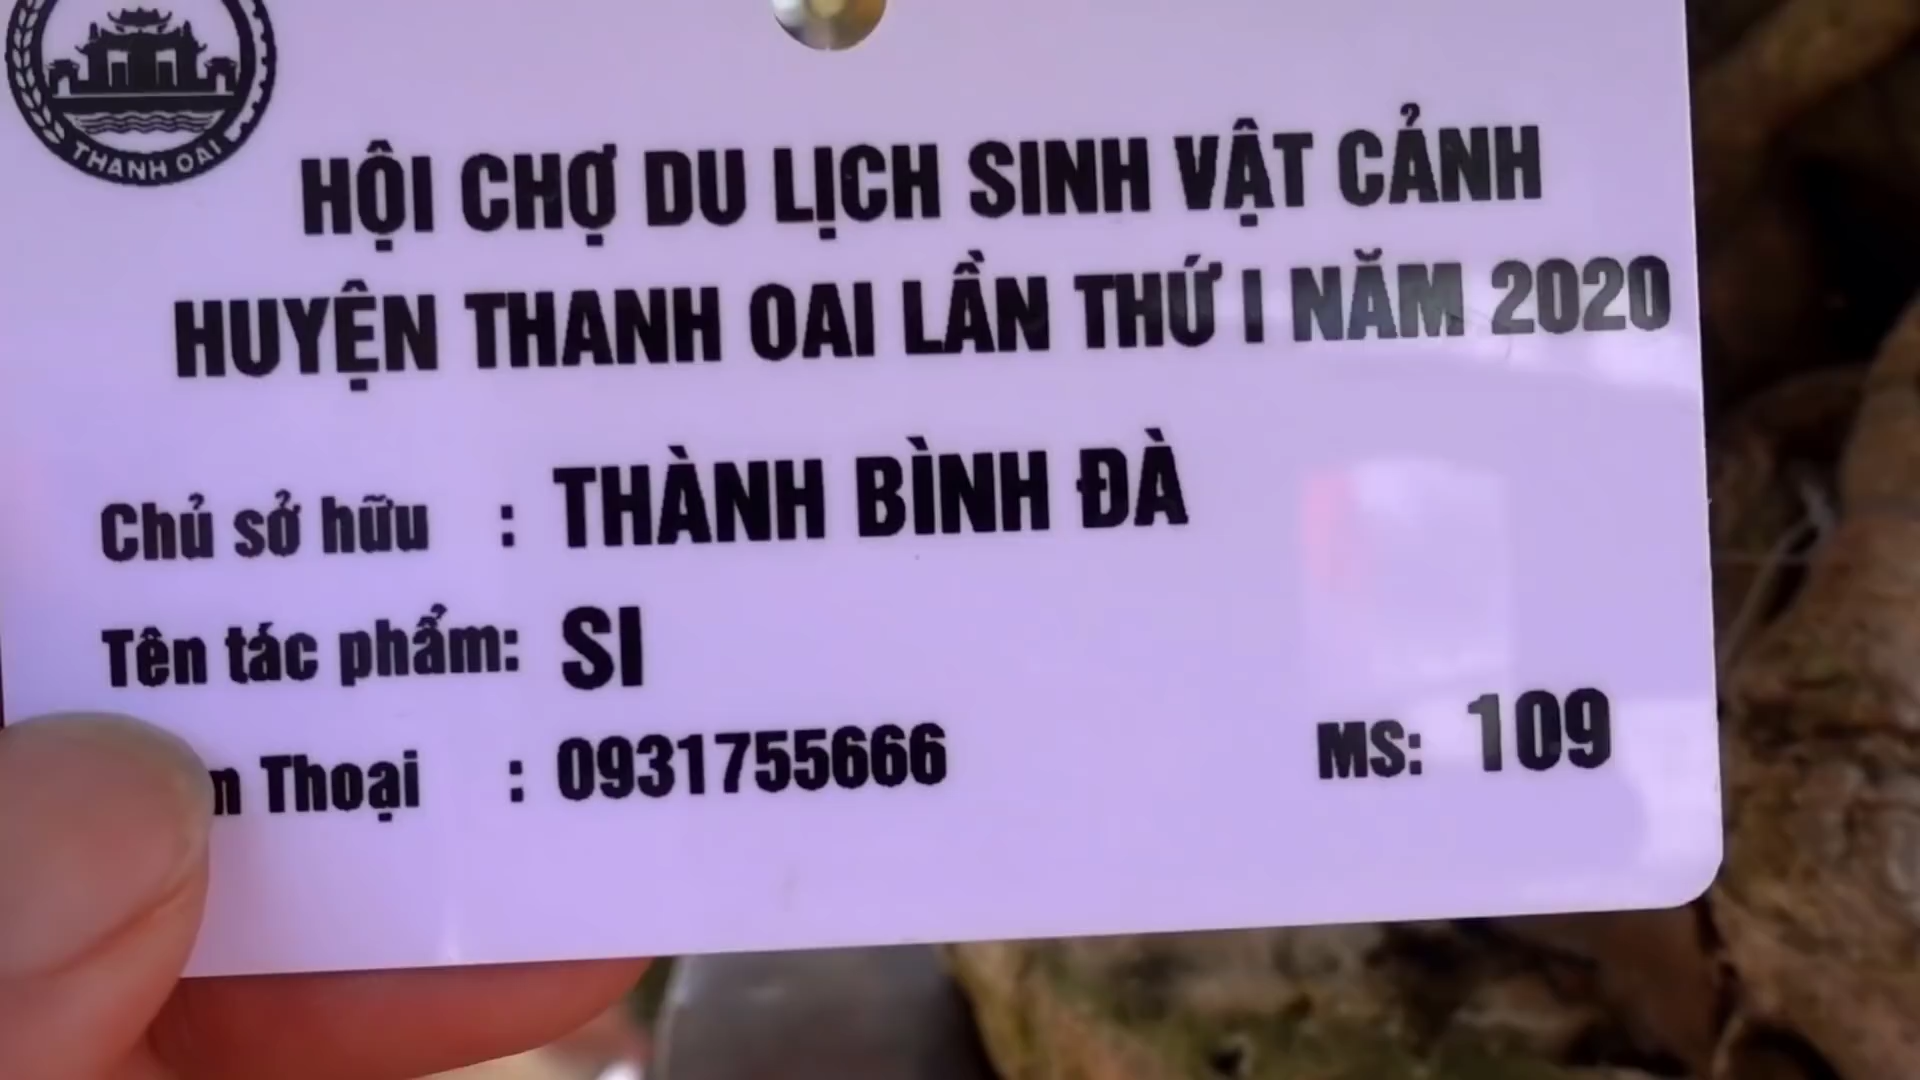 THANH OAI
HỘI CHỢ DU LỊCH SINH VẬT CẢNH
HUYỆN THANH OAI LẦN THỨ I NĂM 2020
Chủ sở hữu : THÀNH BÌNH ĐÀ
Tên tác phẩm: SI
Thoại : 0931755666
MS: 109